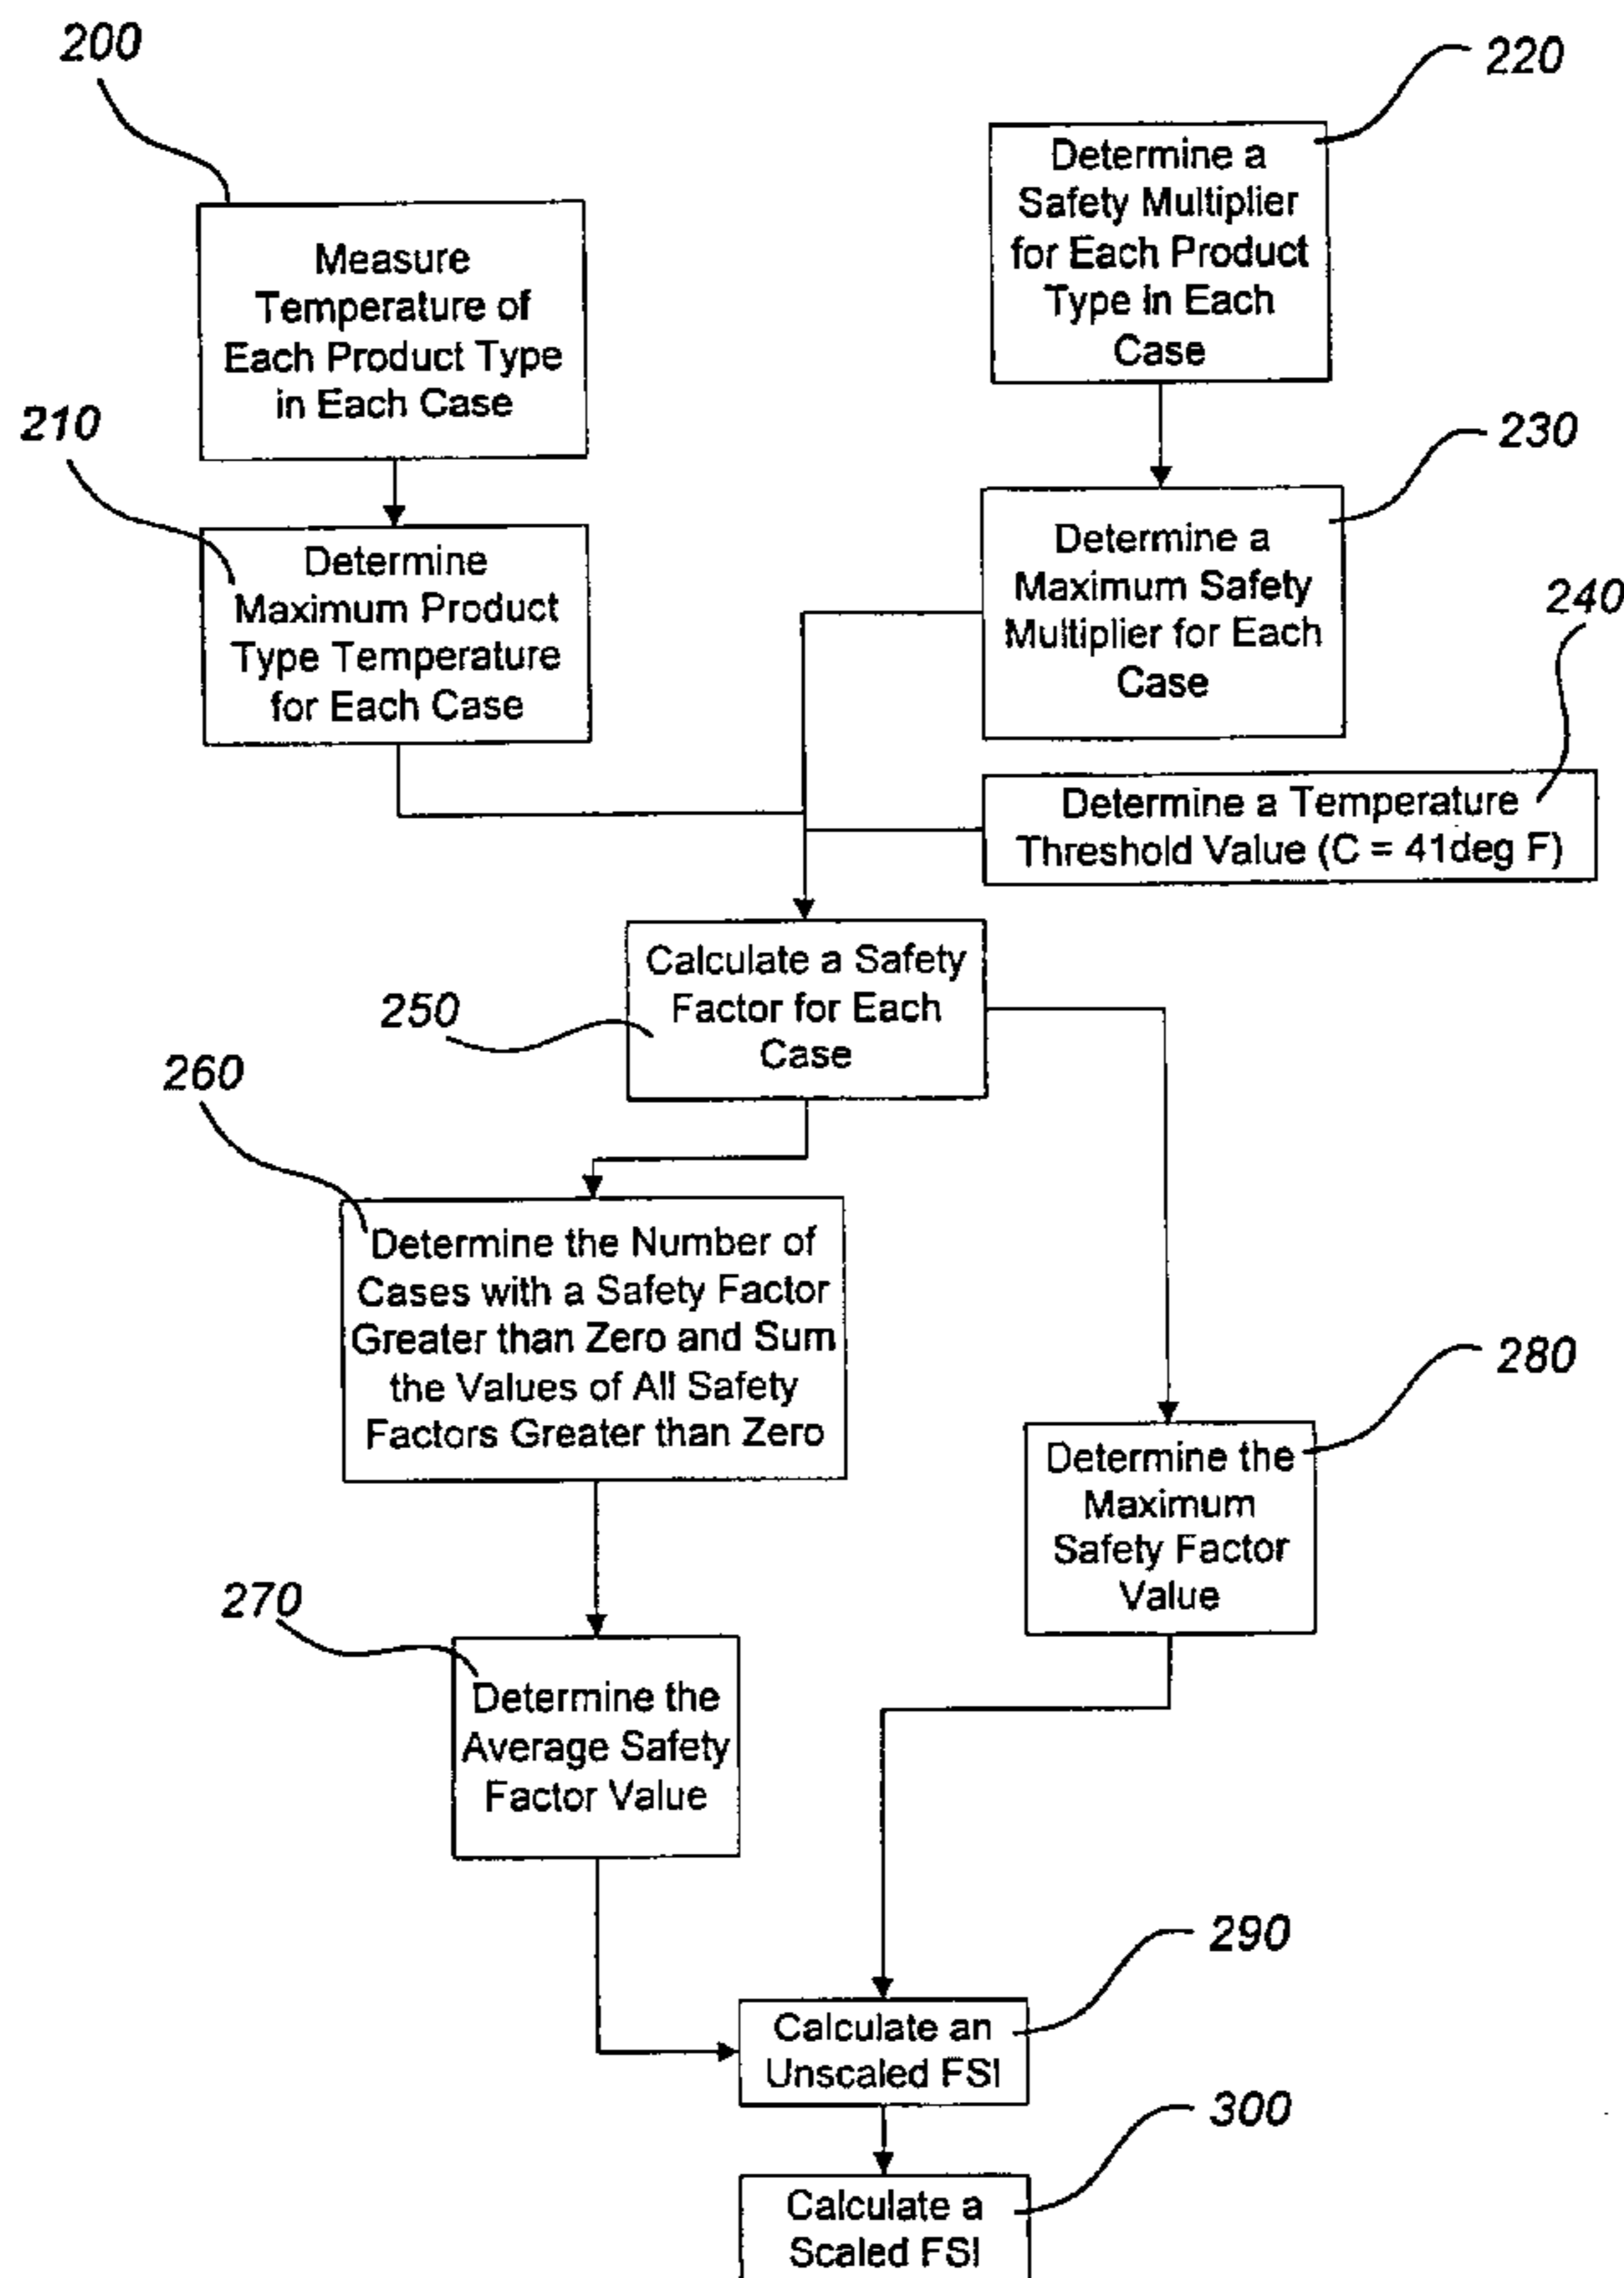 200
220
Determine a
Safety Multiplier
for Each Product
Type in Each
Case
Measure
Temperature of
Each Product Type
in Each Case
210
230
Determine
Maximum Product
Type Temperature
for Each Case
Determine a
Maximum Safety
Multiplier for Each
Case
240
Determine a Temperature
Threshold Value (C = 41deg F)
250
Calculate a Safety
Factor for Each
Case
260
Determine the Number of
Cases with a Safety Factor
Greater than Zero and Sum
the Values of All Safety
Factors Greater than Zero
280
Determine the
Maximum
Safety Factor
Value
270
Determine the
Average Safety
Factor Value
290
Calculate an
Unscaled FSI
300
Calculate a
Scaled FSI